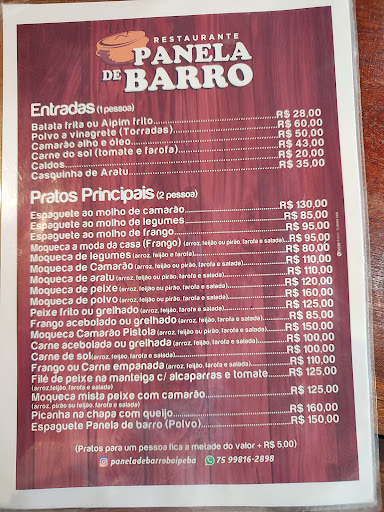 RESTAURANTE
PANELA
DE BARRO
Entradas (1 pessoa)
Batata frita ou Aipim frito R$ 28,00
Polvo a vinagrete (Torradas) R$ 60,00
Camarão alho e óleo R$ 50,00
Carne do sol (tomate e farofa) R$ 43,00
Caldos R$ 20,00
Casquinha de Aratu R$ 35,00
Pratos Principais (2 pessoa)
Espaguete ao molho de camarão R$ 130,00
Espaguete ao molho de legumes R$ 85,00
Espaguete ao molho de frango R$ 95,00
Moqueca a moda da casa (Frango) (arroz, feijão ou pirão, farofa e salada) R$ 95,00
Moqueca de legumes (arroz, feijão e farofa) R$ 80,00
Moqueca de Camarão (arroz, feijão ou pirão, farofa e salada) R$ 110,00
Moqueca de aratu (arroz, feijão ou pirão, farofa e salada) R$ 110,00
Moqueca de peixe (arroz, feijão ou pirão, farofa e salada) R$ 120,00
Moqueca de polvo (arroz, feijão ou pirão, farofa e salada) R$ 160,00
Peixe frito ou grelhado (arroz, feijão ou pirão, farofa e salada) R$ 125,00
Frango acebolado ou grelhado (arroz, feijão, farofa e salada) R$ 85,00
Moqueca Camarão Pistola (arroz, feijão ou pirão, farofa e salada) R$ 150,00
Carne acebolada ou grelhada (arroz, feijão, farofa e salada) R$ 100,00
Carne de sol (arroz, feijão, farofa e salada) R$ 100,00
Frango ou Carne empanada (arroz, feijão, farofa e salada) R$ 110,00
Filé de peixe na manteiga c/ alcaparras e tomate R$ 125,00
(arroz, feijão, farofa e salada)
Moqueca mista peixe com camarão R$ 125,00
(arroz, pirão ou feijão, farofa e salada)
Picanha na chapa com queijo R$ 160,00
Espaguete Panela de barro (Polvo) R$ 150,00
(Pratos para um pessoa fica a metade do valor + R$ 5,00)
paneladebarroboipeba 75 99816-2898